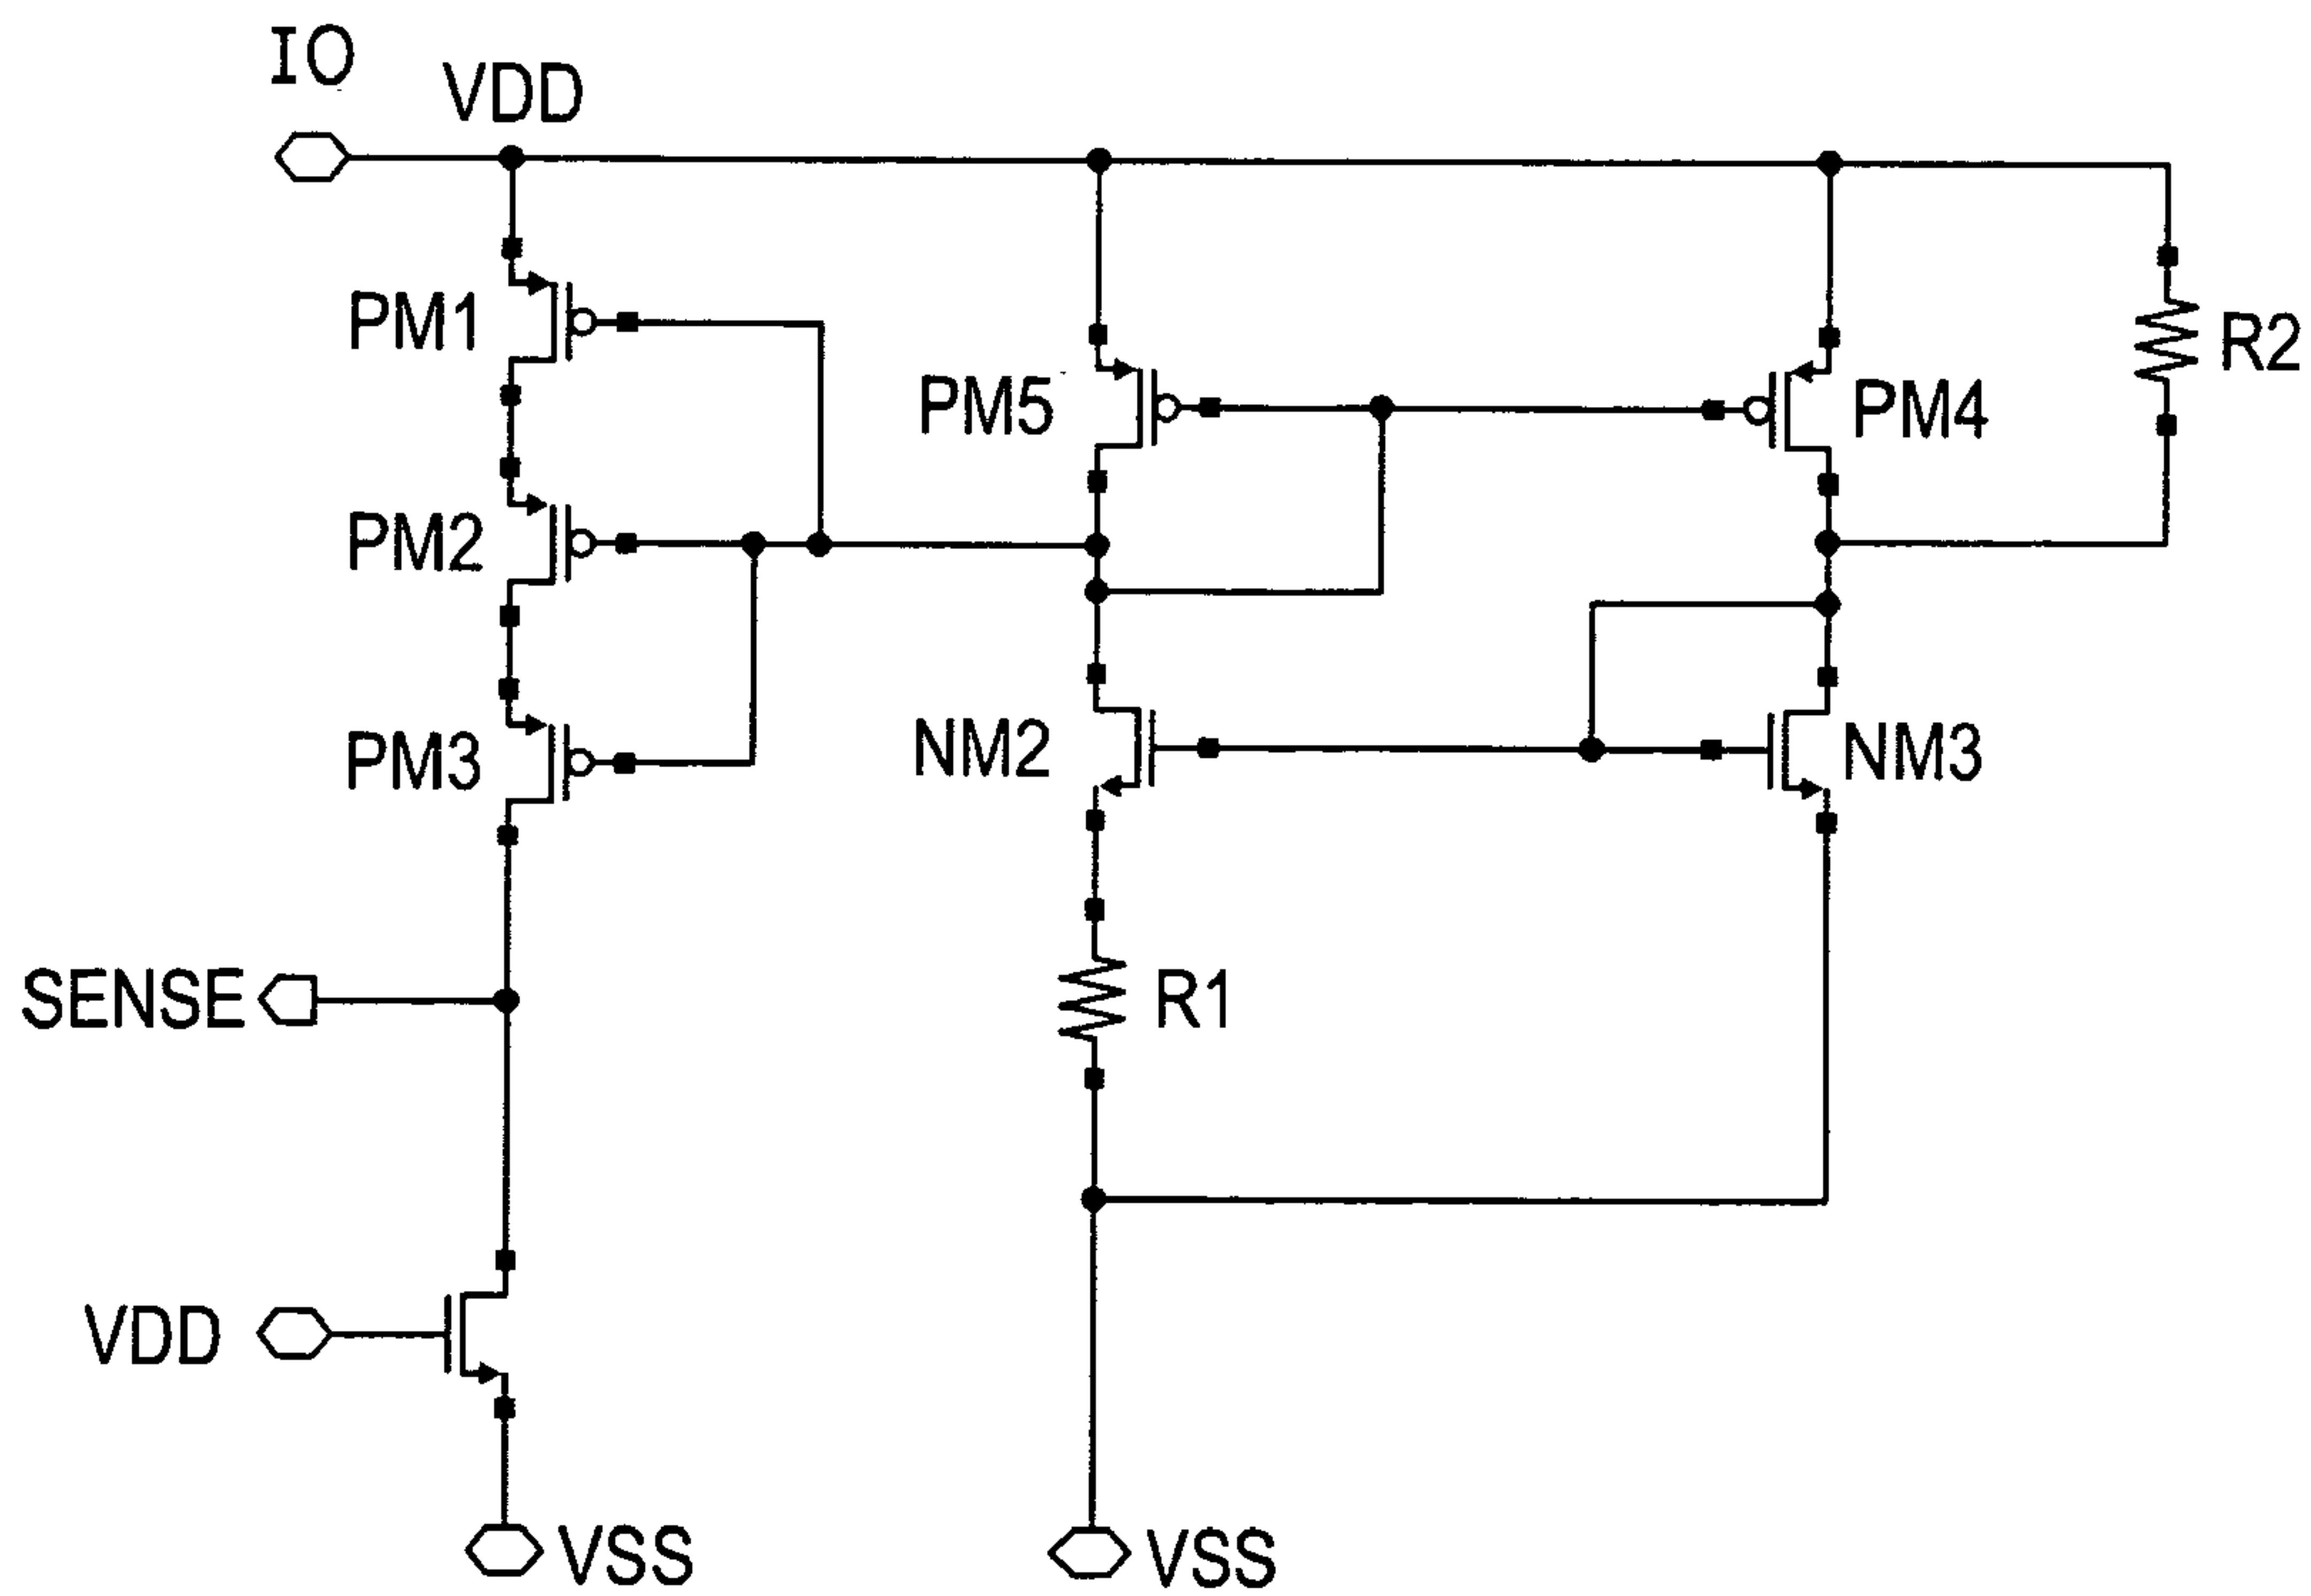 IO
VDD
PM1
PM5
PM4
R2
PM2
PM3
NM2
NM3
SENSE
R1
VDD
VSS
VSS